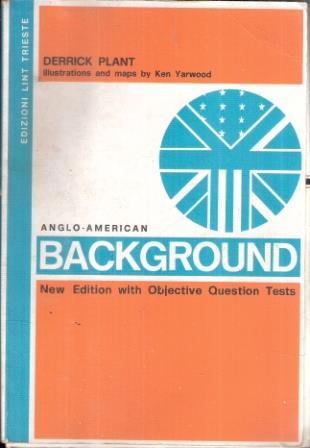 EDIZIONI LINT TRIESTE
DERRICK PLANT
Illustrations and maps by Ken Yarwood
ANGLO-AMERICAN
BACKGROUND
New Edition with Objective Question Tests